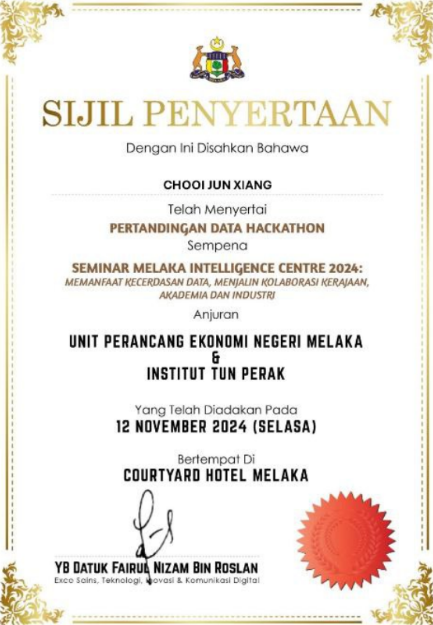 SIJIL PENYERTAAN
Dengan Ini Disahkan Bahawa
CHOOI JUN XIANG
Telah Menyertai
PERTANDINGAN DATA HACKATHON
Sempena
SEMINAR MELAKA INTELLIGENCE CENTRE 2024:
MEMANFAAT KECERDASAN DATA, MENJALIN KOLABORASI KERAJAAN,
AKADEMIA DAN INDUSTRI
Anjuran
UNIT PERANCANG EKONOMI NEGERI MELAKA
&
INSTITUT TUN PERAK
Yang Telah Diadakan Pada
12 NOVEMBER 2024 (SELASA)
Bertempat Di
COURTYARD HOTEL MELAKA
YB DATUK FAIRUL NIZAM BIN ROSLAN
Exco Sains, Teknologi, Inovasi & Komunikasi Digital